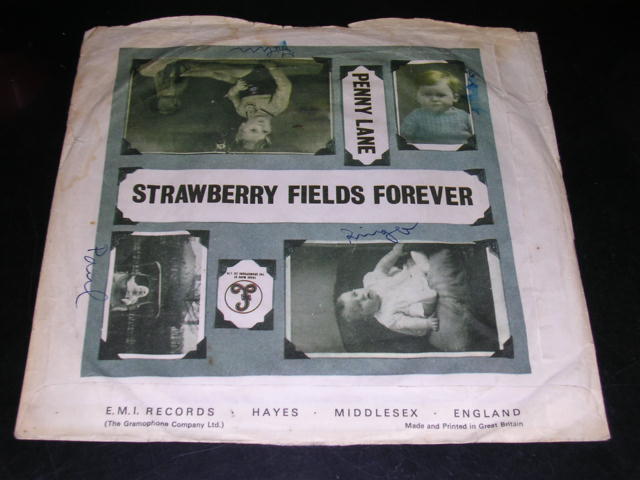 John
PENNY LANE
STRAWBERRY FIELDS FOREVER
Paul
Ringo
E.M.I. RECORDS · HAYES · MIDDLESEX · ENGLAND
(The Gramophone Company Ltd.)
Made and Printed in Great Britain